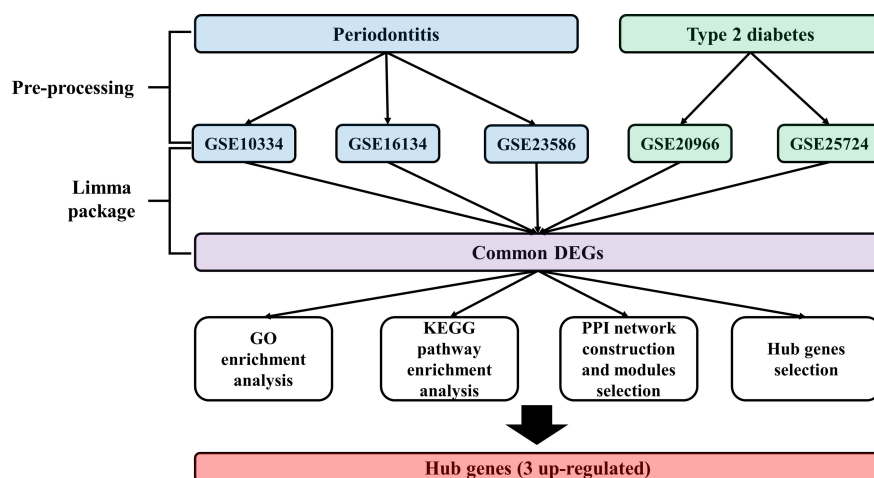 Periodontitis
Type 2 diabetes
Pre-processing
GSE10334
GSE16134
GSE23586
GSE20966
GSE25724
Limma
package
Common DEGs
GO
enrichment
analysis
KEGG
pathway
enrichment
analysis
PPI network
construction
and modules
selection
Hub genes
selection
Hub genes (3 up-regulated)